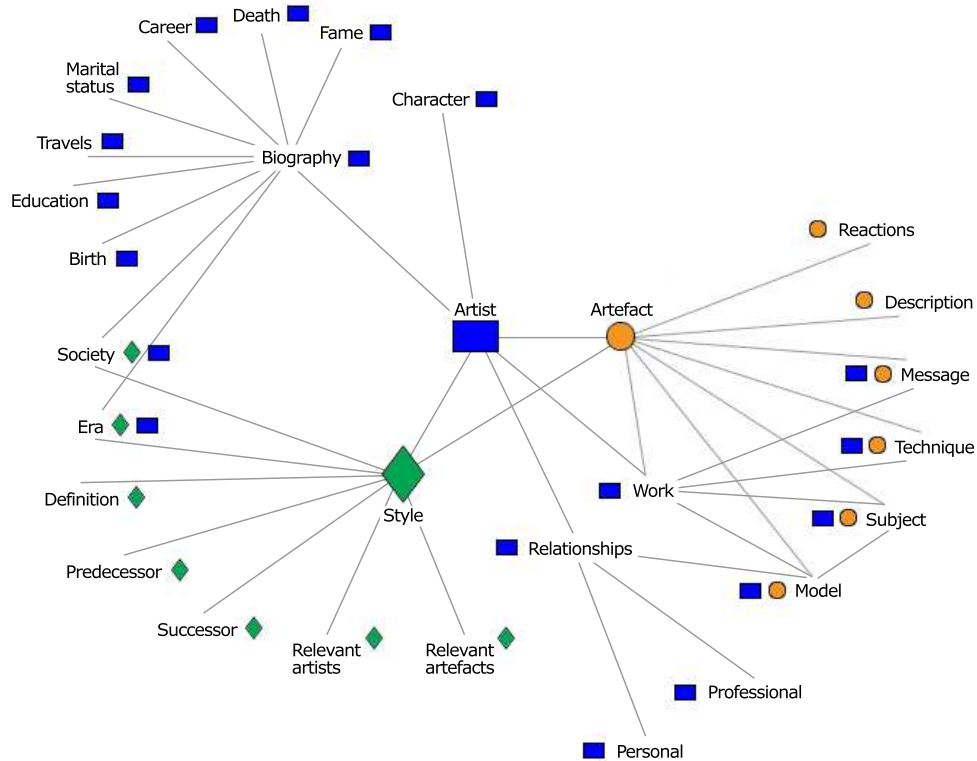 Death
Career
Fame
Marital
status
Character
Travels
Biography
Education
Reactions
Birth
Description
Artist
Artefact
Society
Message
Era
Technique
Definition
Work
Style
Subject
Relationships
Predecessor
Model
Successor
Relevant
artists
Relevant
artefacts
Professional
Personal